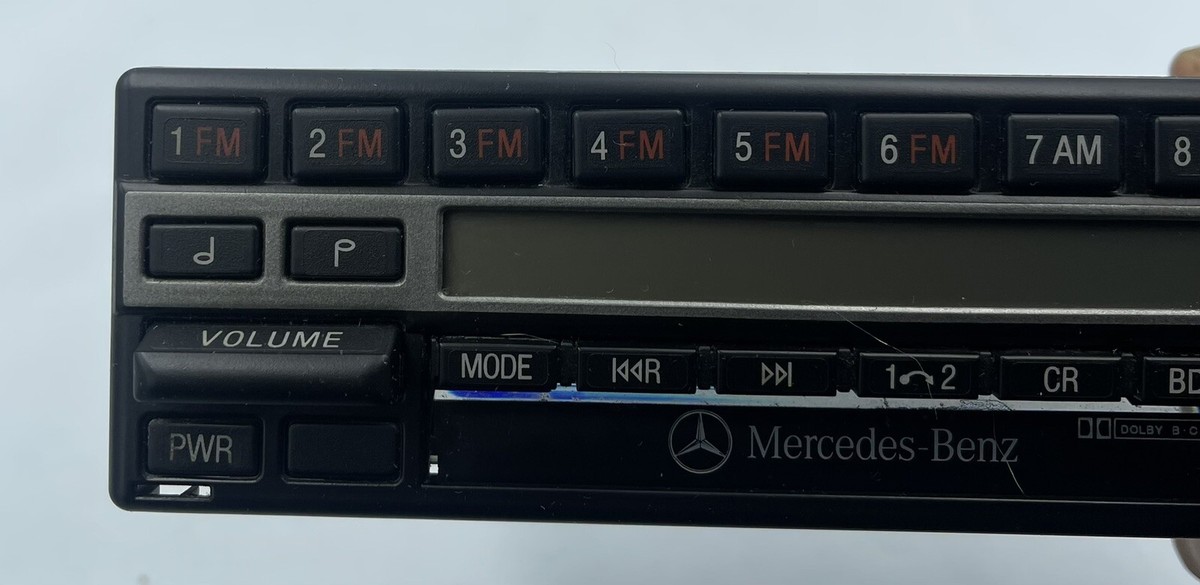 1 FM 2 FM 3 FM 4 FM 5 FM 6 FM 7 AM 8
VOLUME
MODE R 1 2 CR BD
PWR
Mercedes-Benz DOLBY B·C